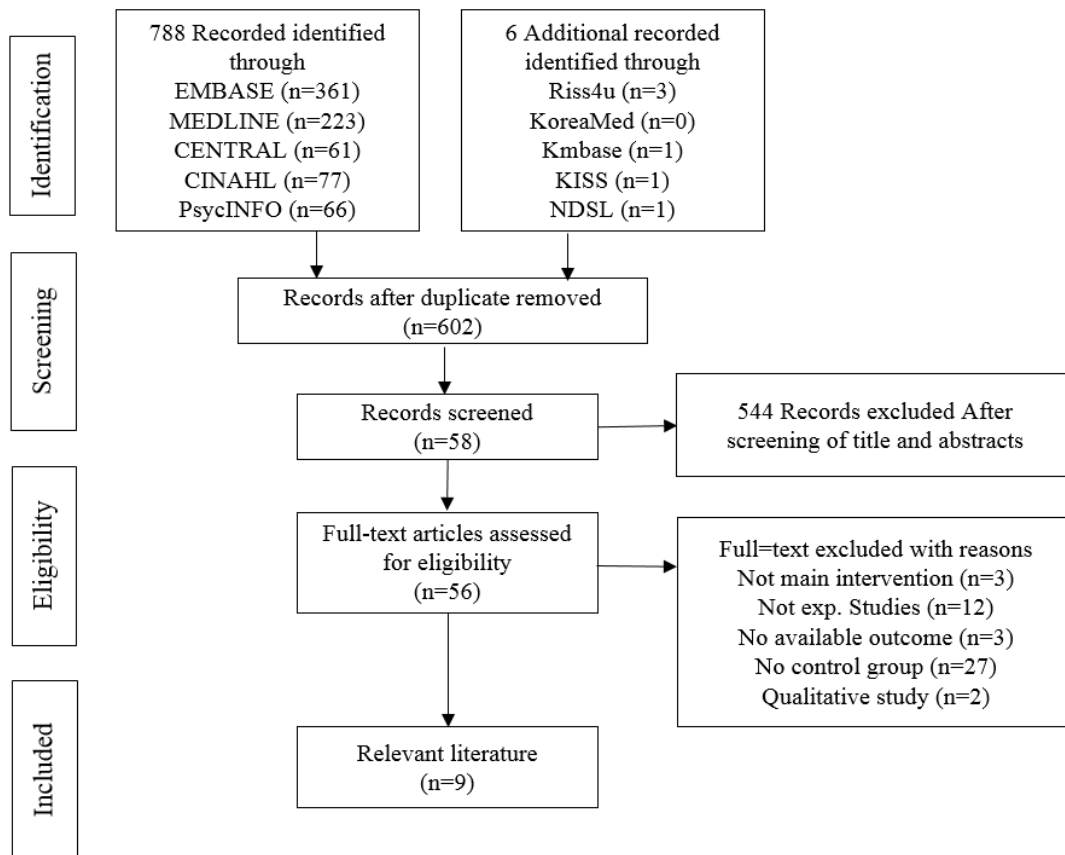 Identification
788 Recorded identified
through
EMBASE (n=361)
MEDLINE (n=223)
CENTRAL (n=61)
CINAHL (n=77)
PsycINFO (n=66)
6 Additional recorded
identified through
Riss4u (n=3)
KoreaMed (n=0)
Kmbase (n=1)
KISS (n=1)
NDSL (n=1)
Screening
Records after duplicate removed
(n=602)
Records screened
(n=58)
544 Records excluded After
screening of title and abstracts
Eligibility
Full-text articles assessed
for eligibility
(n=56)
Full=text excluded with reasons
Not main intervention (n=3)
Not exp. Studies (n=12)
No available outcome (n=3)
No control group (n=27)
Qualitative study (n=2)
Included
Relevant literature
(n=9)